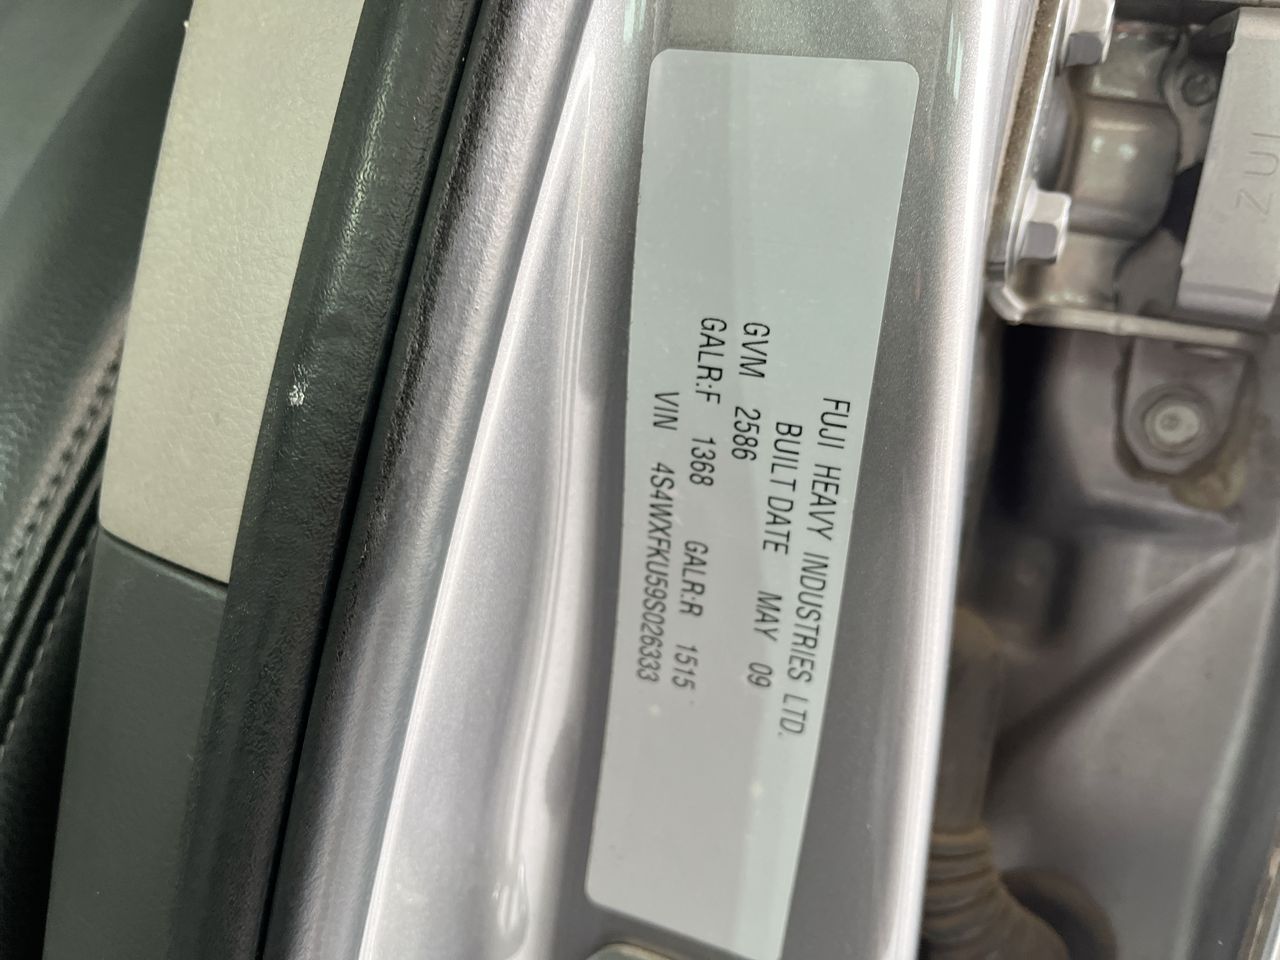 FUJI HEAVY INDUSTRIES LTD.
BUILT DATE MAY 09
GVM 2586
GALR:F 1368 GALR:R 1515
VIN 4S4WXFKU59S026333